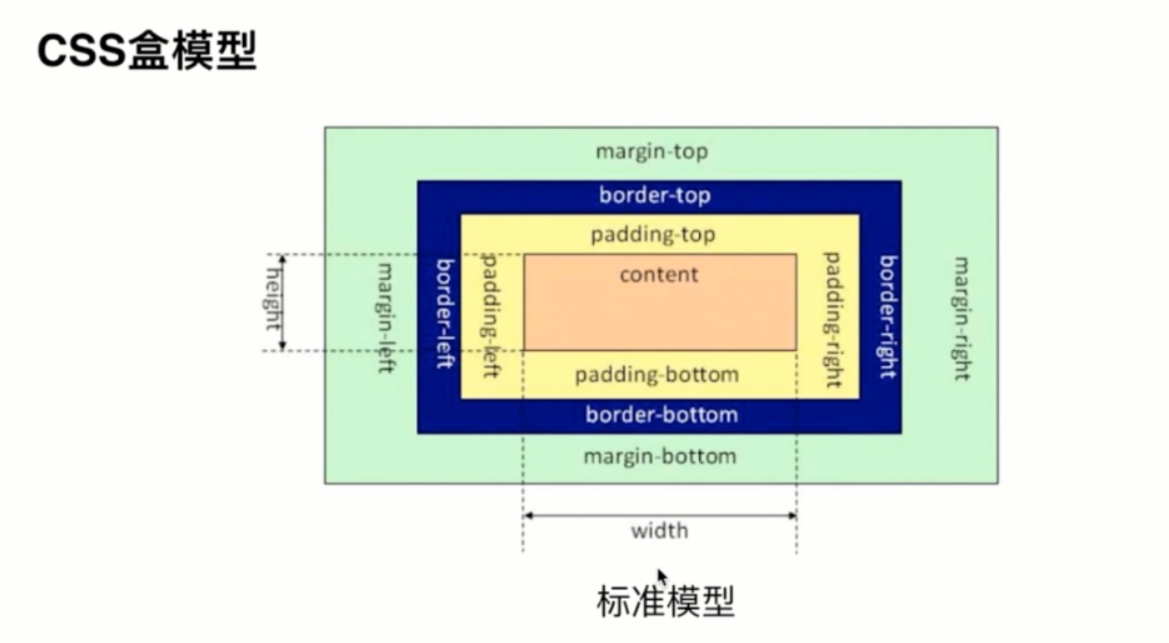 CSS盒模型
margin-top
border-top
padding-top
content
height
margin-left
border-left
padding-left
padding-right
border-right
margin-right
padding-bottom
border-bottom
margin-bottom
width
标准模型